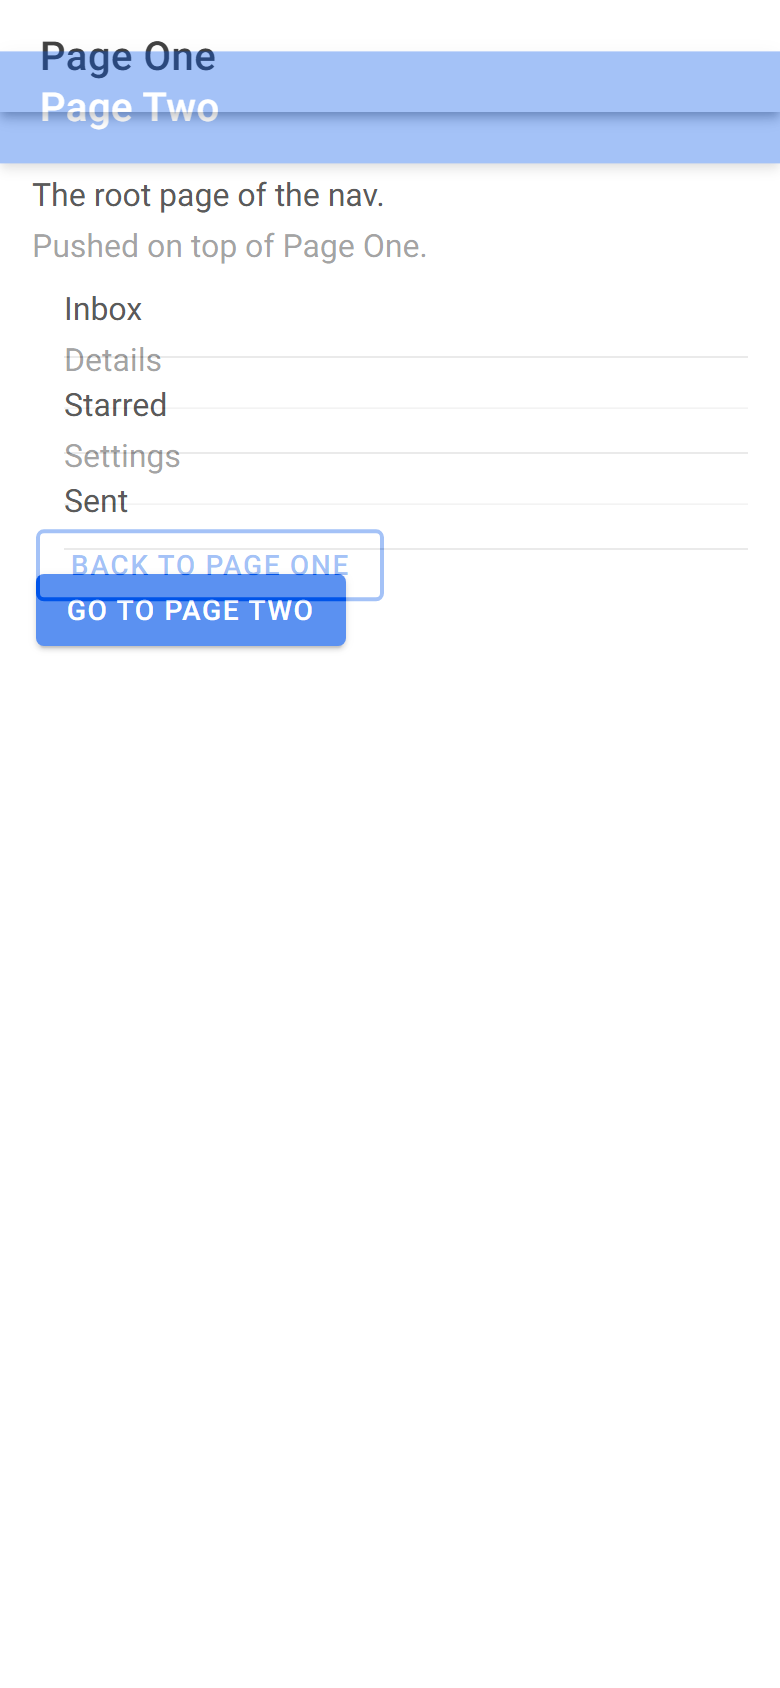 Page One
Page Two
The root page of the nav.
Pushed on top of Page One.
Inbox
Details
Starred
Settings
Sent
BACK TO PAGE ONE
GO TO PAGE TWO